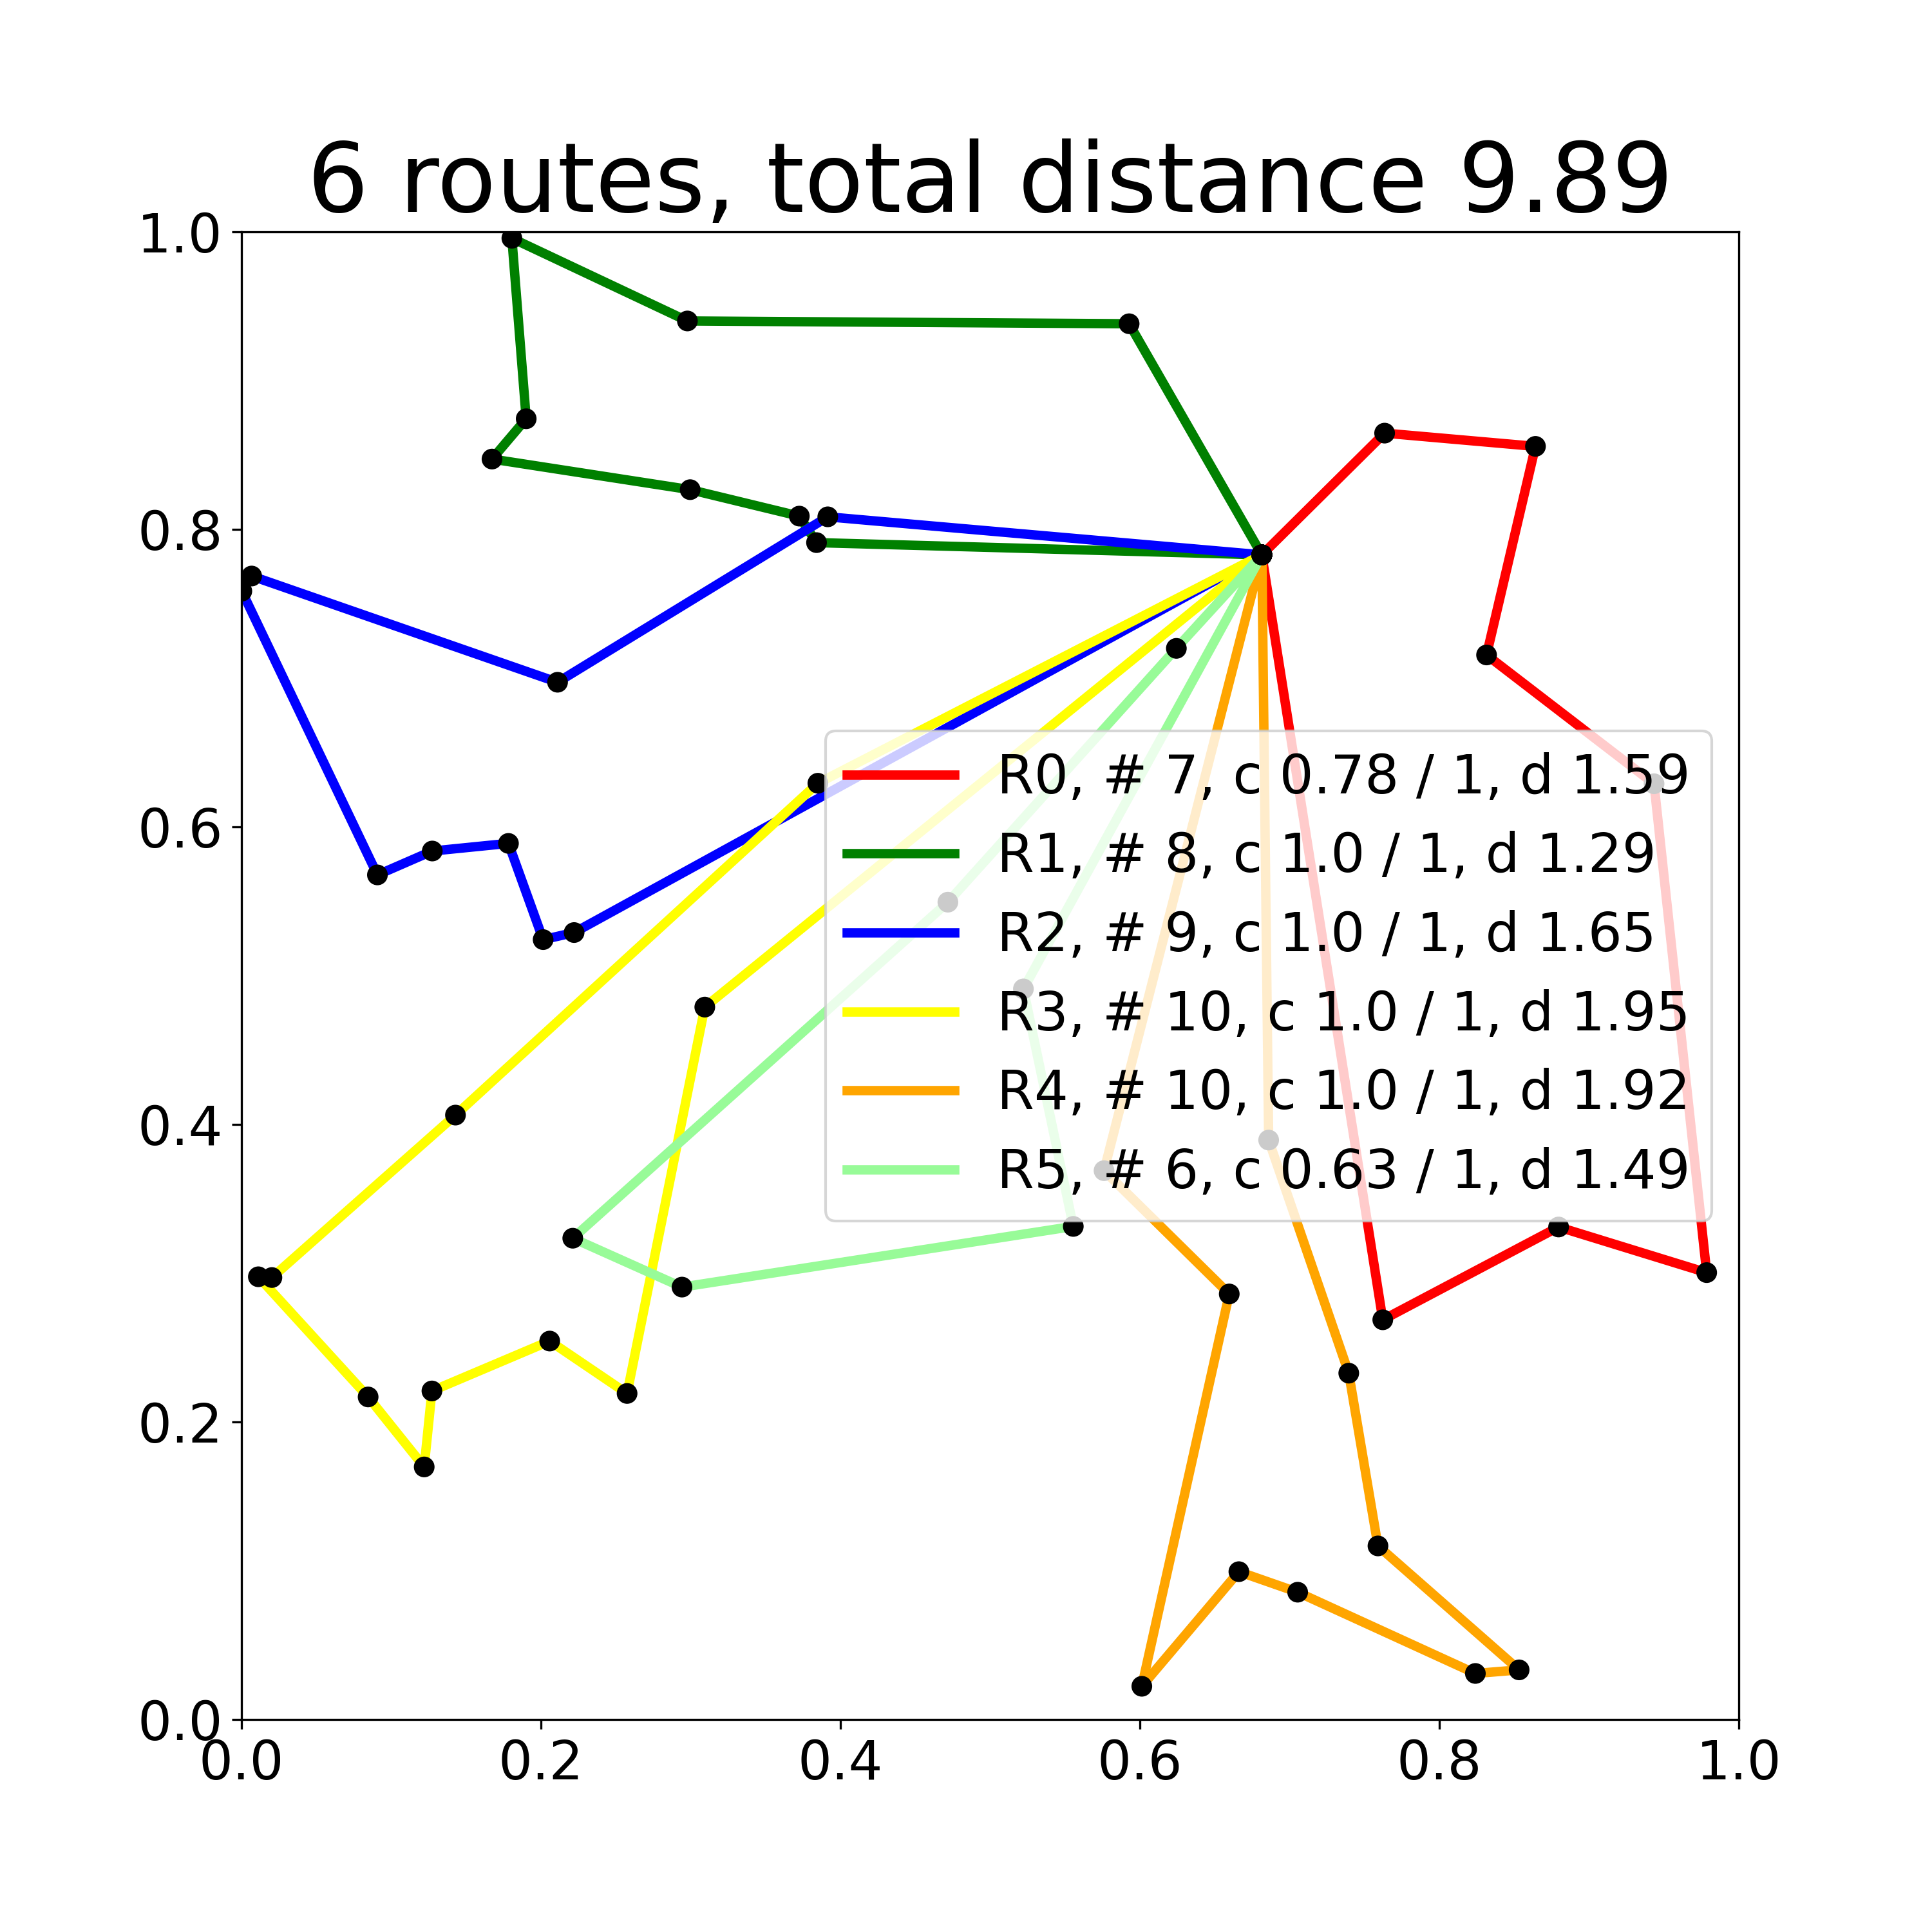 6 routes, total distance 9.89
1.0
0.8
0.6
0.4
0.2
0.0
0.0 0.2 0.4 0.6 0.8 1.0
R0, # 7, c 0.78 / 1, d 1.59
R1, # 8, c 1.0 / 1, d 1.29
R2, # 9, c 1.0 / 1, d 1.65
R3, # 10, c 1.0 / 1, d 1.95
R4, # 10, c 1.0 / 1, d 1.92
R5, # 6, c 0.63 / 1, d 1.49